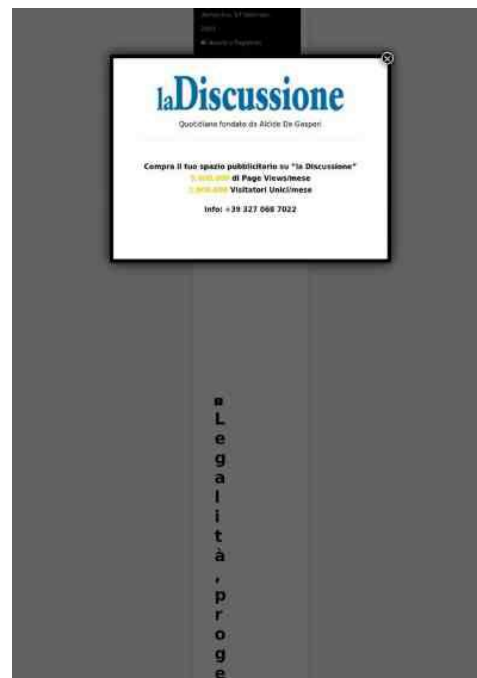 laDiscussione
Quotidiano fondato da Alcide De Gasperi
Compra il tuo spazio pubblicitario su "la Discussione"
di Page Views/mese
Visitatori Unici/mese
Info: +39 327 068 7022
L
e
g
a
l
i
t
à
,
p
r
o
g
e